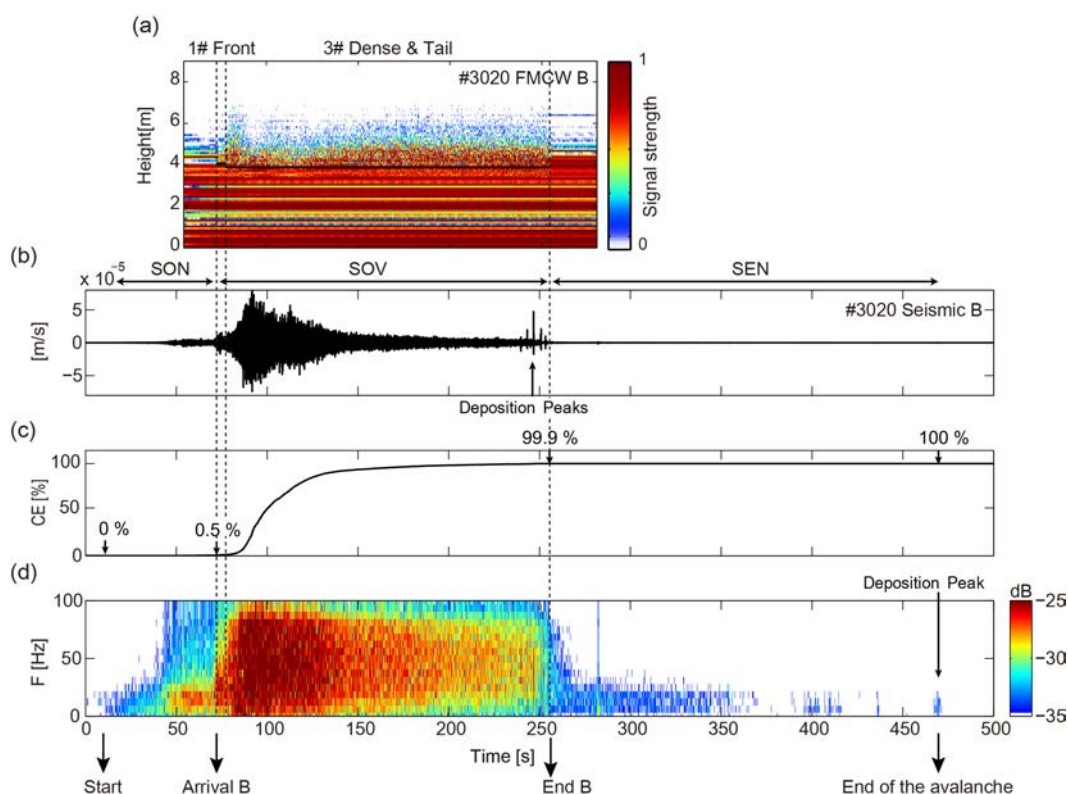 (a)
1# Front 3# Dense & Tail
#3020 FMCW B
8
6
4
2
0
Height[m]
1
0
Signal strength
(b)
x 10⁻⁵
SON SOV SEN
#3020 Seismic B
5
0
−5
[m/s]
Deposition Peaks
(c)
99.9 %
100 %
100
50
0
CE [%]
0 %
0.5 %
(d)
Deposition Peak
dB
100
50
0
F [Hz]
−25
−30
−35
0 50 100 150 200 250 300 350 400 450 500
Time [s]
Start Arrival B End B End of the avalanche